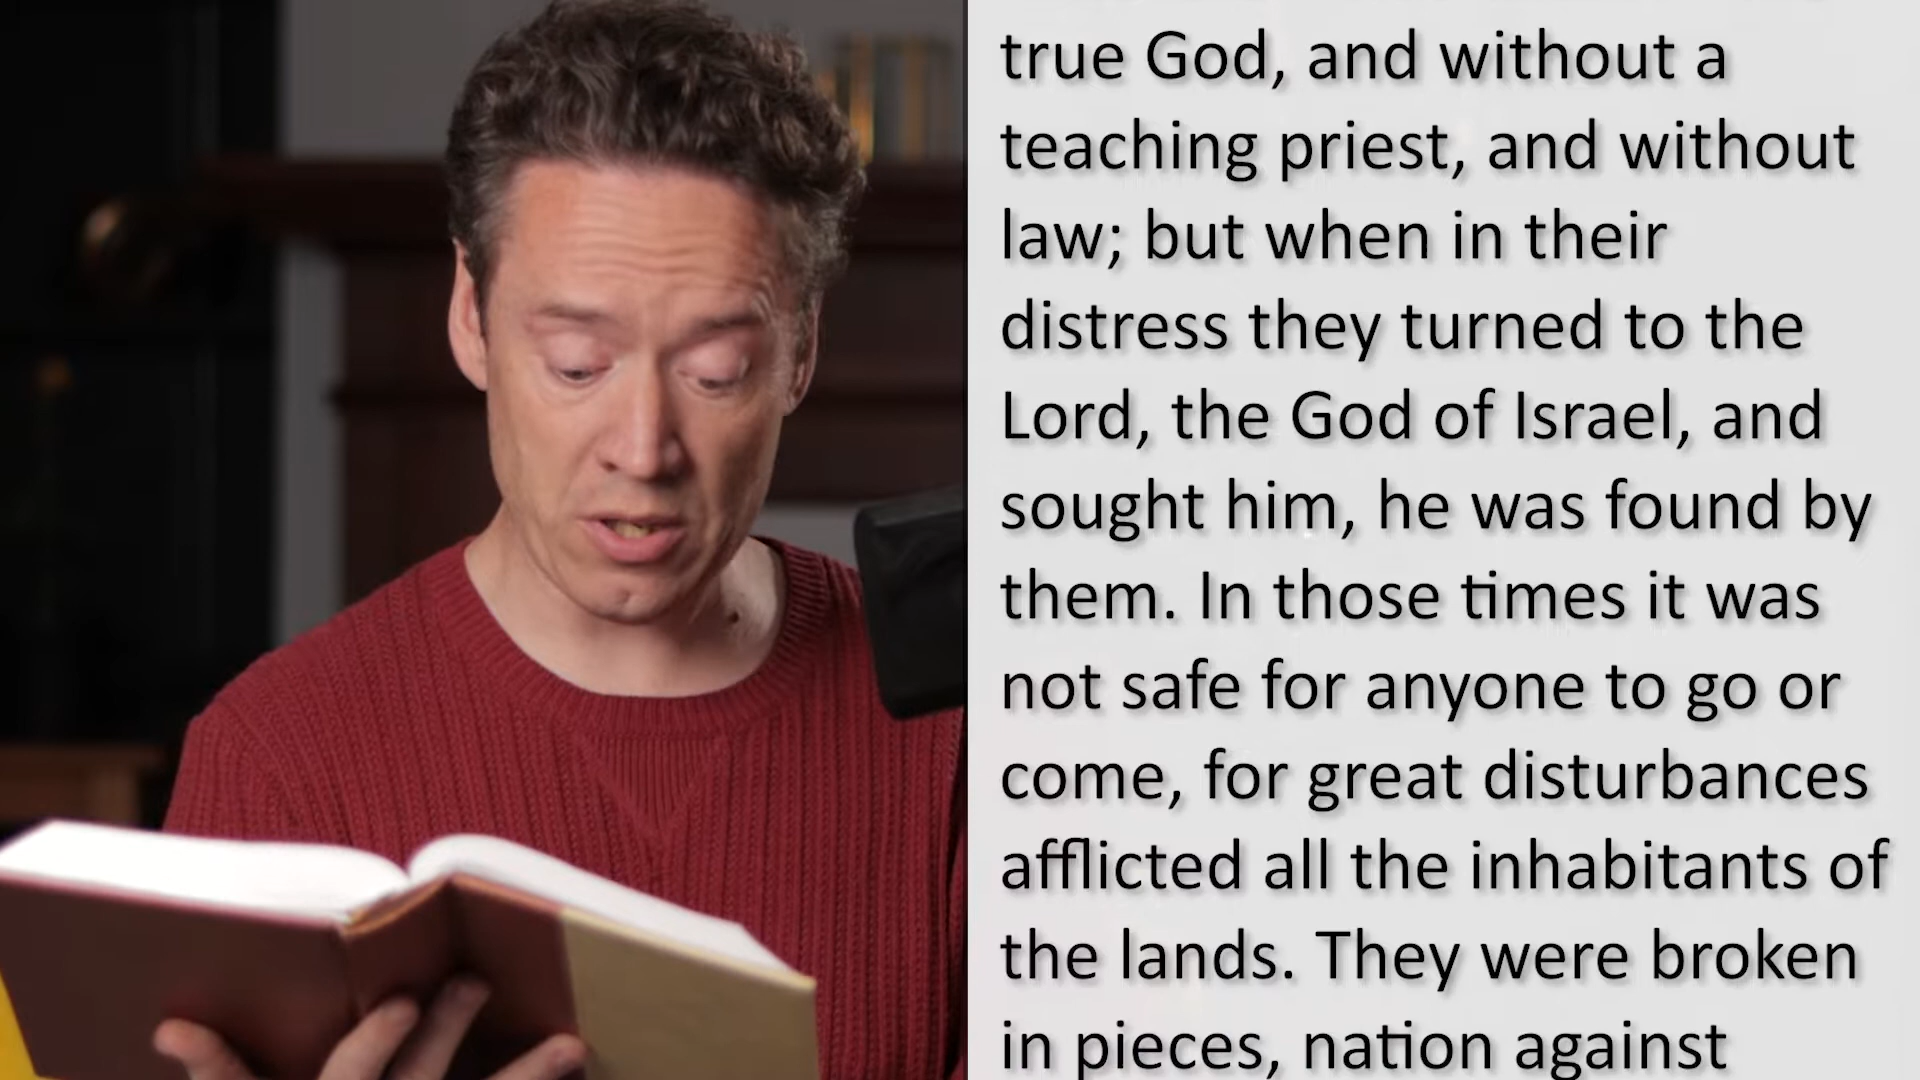 true God, and without a
teaching priest, and without
law; but when in their
distress they turned to the
Lord, the God of Israel, and
sought him, he was found by
them. In those times it was
not safe for anyone to go or
come, for great disturbances
afflicted all the inhabitants of
the lands. They were broken
in pieces, nation against